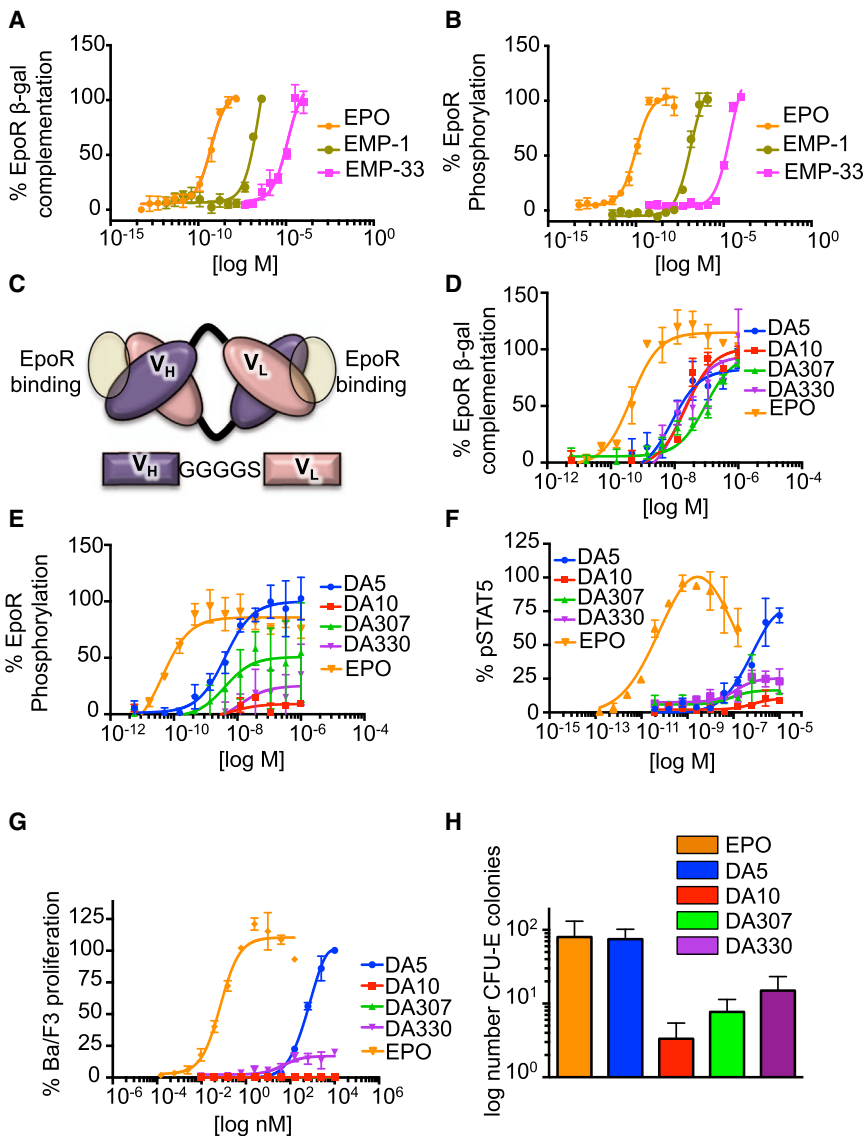 A
150
100
50
0
% EpoR β-gal
complementation
EPO
EMP-1
EMP-33
10-15
10-10
10-5
100
[log M]
B
150
100
50
0
% EpoR
Phosphorylation
EPO
EMP-1
EMP-33
10-15
10-10
10-5
100
[log M]
C
EpoR
binding
VH
VL
EpoR
binding
VH
GGGGS
VL
D
150
100
50
0
% EpoR β-gal
complementation
DA5
DA10
DA307
DA330
EPO
10-12
10-10
10-8
10-6
10-4
[log M]
E
150
100
50
0
% EpoR
Phosphorylation
DA5
DA10
DA307
DA330
EPO
10-12
10-10
10-8
10-6
10-4
[log M]
F
125
100
75
50
25
0
% pSTAT5
DA5
DA10
DA307
DA330
EPO
10-15
10-13
10-11
10-9
10-7
10-5
[log M]
G
125
100
75
50
25
0
% Ba/F3 proliferation
DA5
DA10
DA307
DA330
EPO
10-6
10-4
10-2
100
102
104
106
[log nM]
H
EPO
DA5
DA10
DA307
DA330
log number CFU-E colonies
102
101
100